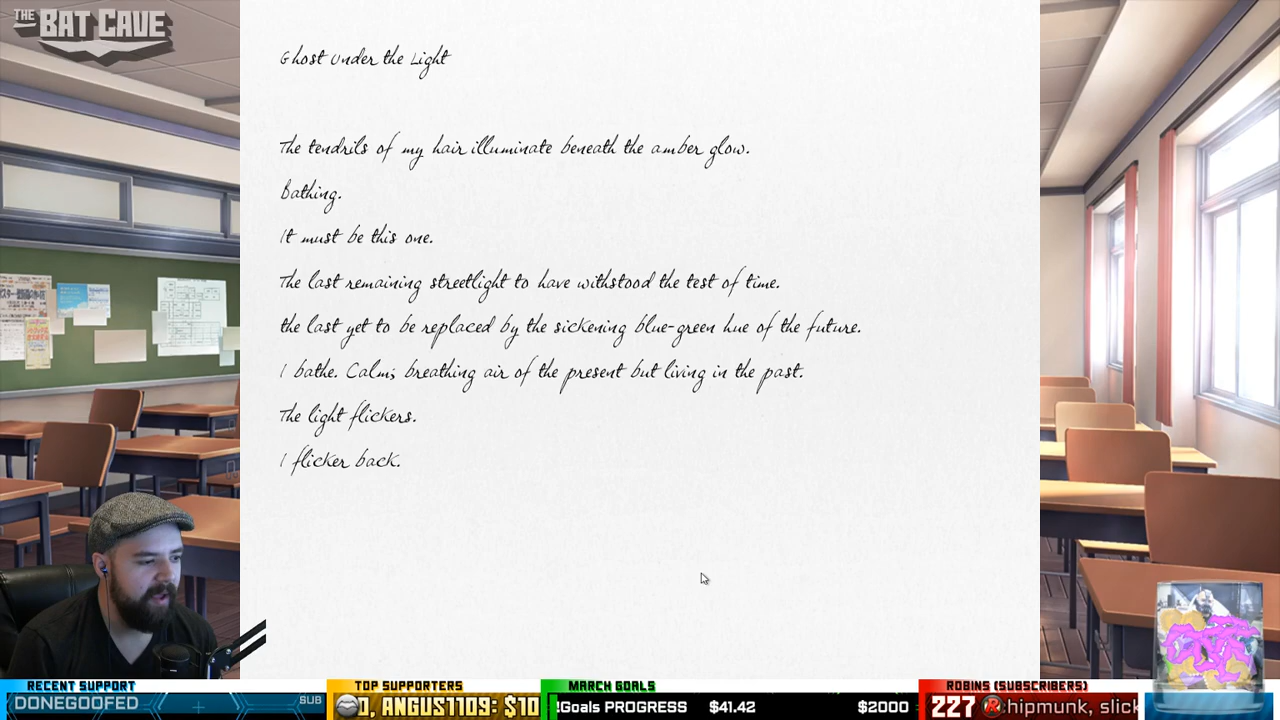 THE
BAT CAVE
Ghost Under the Light
The tendrils of my hair illuminate beneath the amber glow.
Bathing.
It must be this one.
The last remaining streetlight to have withstood the test of time.
the last yet to be replaced by the sickening blue-green hue of the future.
I bathe. Calm; breathing air of the present but living in the past.
The light flickers.
I flicker back.
RECENT SUPPORT
DONEGOOFED SUB
TOP SUPPORTERS
0, ANGUS1109: $10
MARCH GOALS
!Goals PROGRESS $41.42 $2000
ROBINS (SUBSCRIBERS)
227 hipmunk, slick